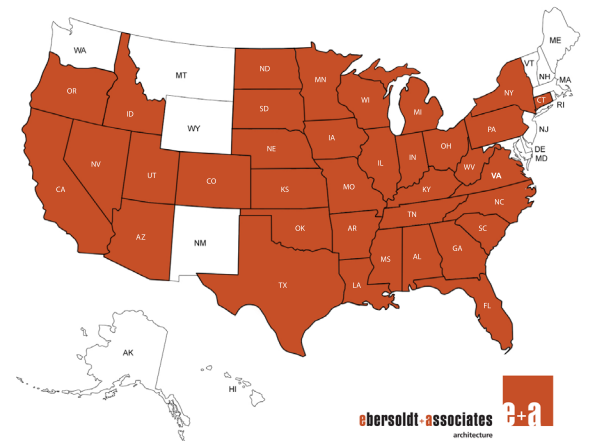 WA
MT
ND
MN
ME
VT
NH
MA
RI
CT
NY
OR
ID
WY
SD
WI
MI
NJ
DE
MD
PA
NE
IA
IL
IN
OH
NV
UT
CO
KS
MO
KY
WV
VA
CA
AZ
NM
OK
AR
TN
NC
SC
TX
LA
MS
AL
GA
FL
AK
HI
ebersoldt+associates
architecture
e+a